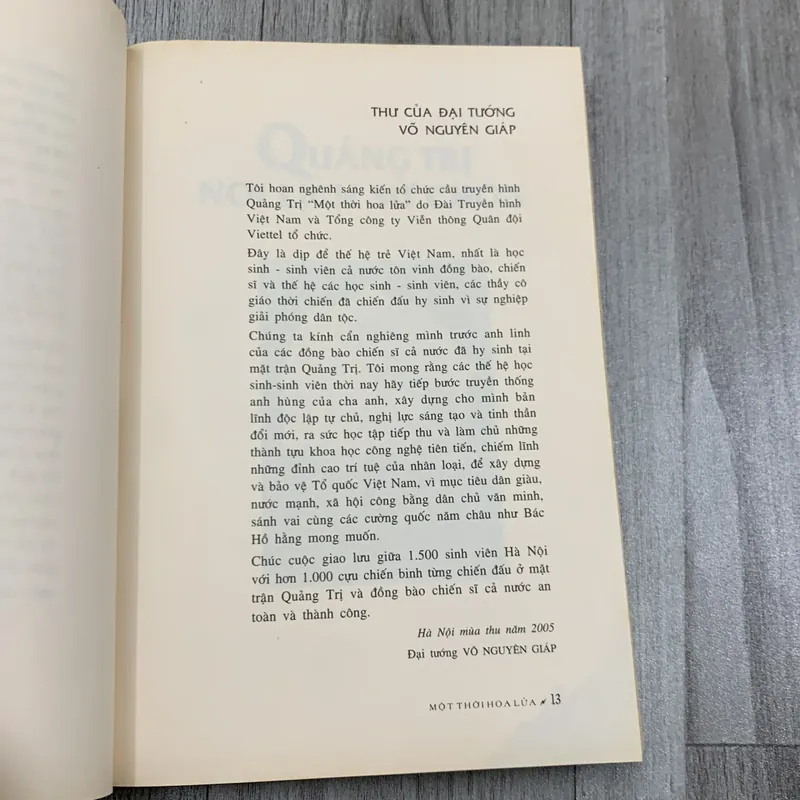 THƯ CỦA ĐẠI TƯỚNG
VÕ NGUYÊN GIÁP
Tôi hoan nghênh sáng kiến tổ chức cầu truyền hình
Quảng Trị “Một thời hoa lửa” do Đài Truyền hình
Việt Nam và Tổng công ty Viễn thông Quân đội
Viettel tổ chức.
Đây là dịp để thế hệ trẻ Việt Nam, nhất là học
sinh - sinh viên cả nước tôn vinh đồng bào, chiến
sĩ và thế hệ các học sinh - sinh viên, các thầy cô
giáo thời chiến đã chiến đấu hy sinh vì sự nghiệp
giải phóng dân tộc.
Chúng ta kính cẩn nghiêng mình trước anh linh
của các đồng bào chiến sĩ cả nước đã hy sinh tại
mặt trận Quảng Trị. Tôi mong rằng các thế hệ học
sinh-sinh viên thời nay hãy tiếp bước truyền thống
anh hùng của cha anh, xây dựng cho mình bản
lĩnh độc lập tự chủ, nghị lực sáng tạo và tinh thần
đổi mới, ra sức học tập tiếp thu và làm chủ những
thành tựu khoa học công nghệ tiên tiến, chiếm lĩnh
những đỉnh cao trí tuệ của nhân loại, để xây dựng
và bảo vệ Tổ quốc Việt Nam, vì mục tiêu dân giàu,
nước mạnh, xã hội công bằng dân chủ văn minh,
sánh vai cùng các cường quốc năm châu như Bác
Hồ hằng mong muốn.
Chúc cuộc giao lưu giữa 1.500 sinh viên Hà Nội
với hơn 1.000 cựu chiến binh từng chiến đấu ở mặt
trận Quảng Trị và đồng bào chiến sĩ cả nước an
toàn và thành công.
Hà Nội mùa thu năm 2005
Đại tướng VÕ NGUYÊN GIÁP
MỘT THỜI HOA LỬA 13